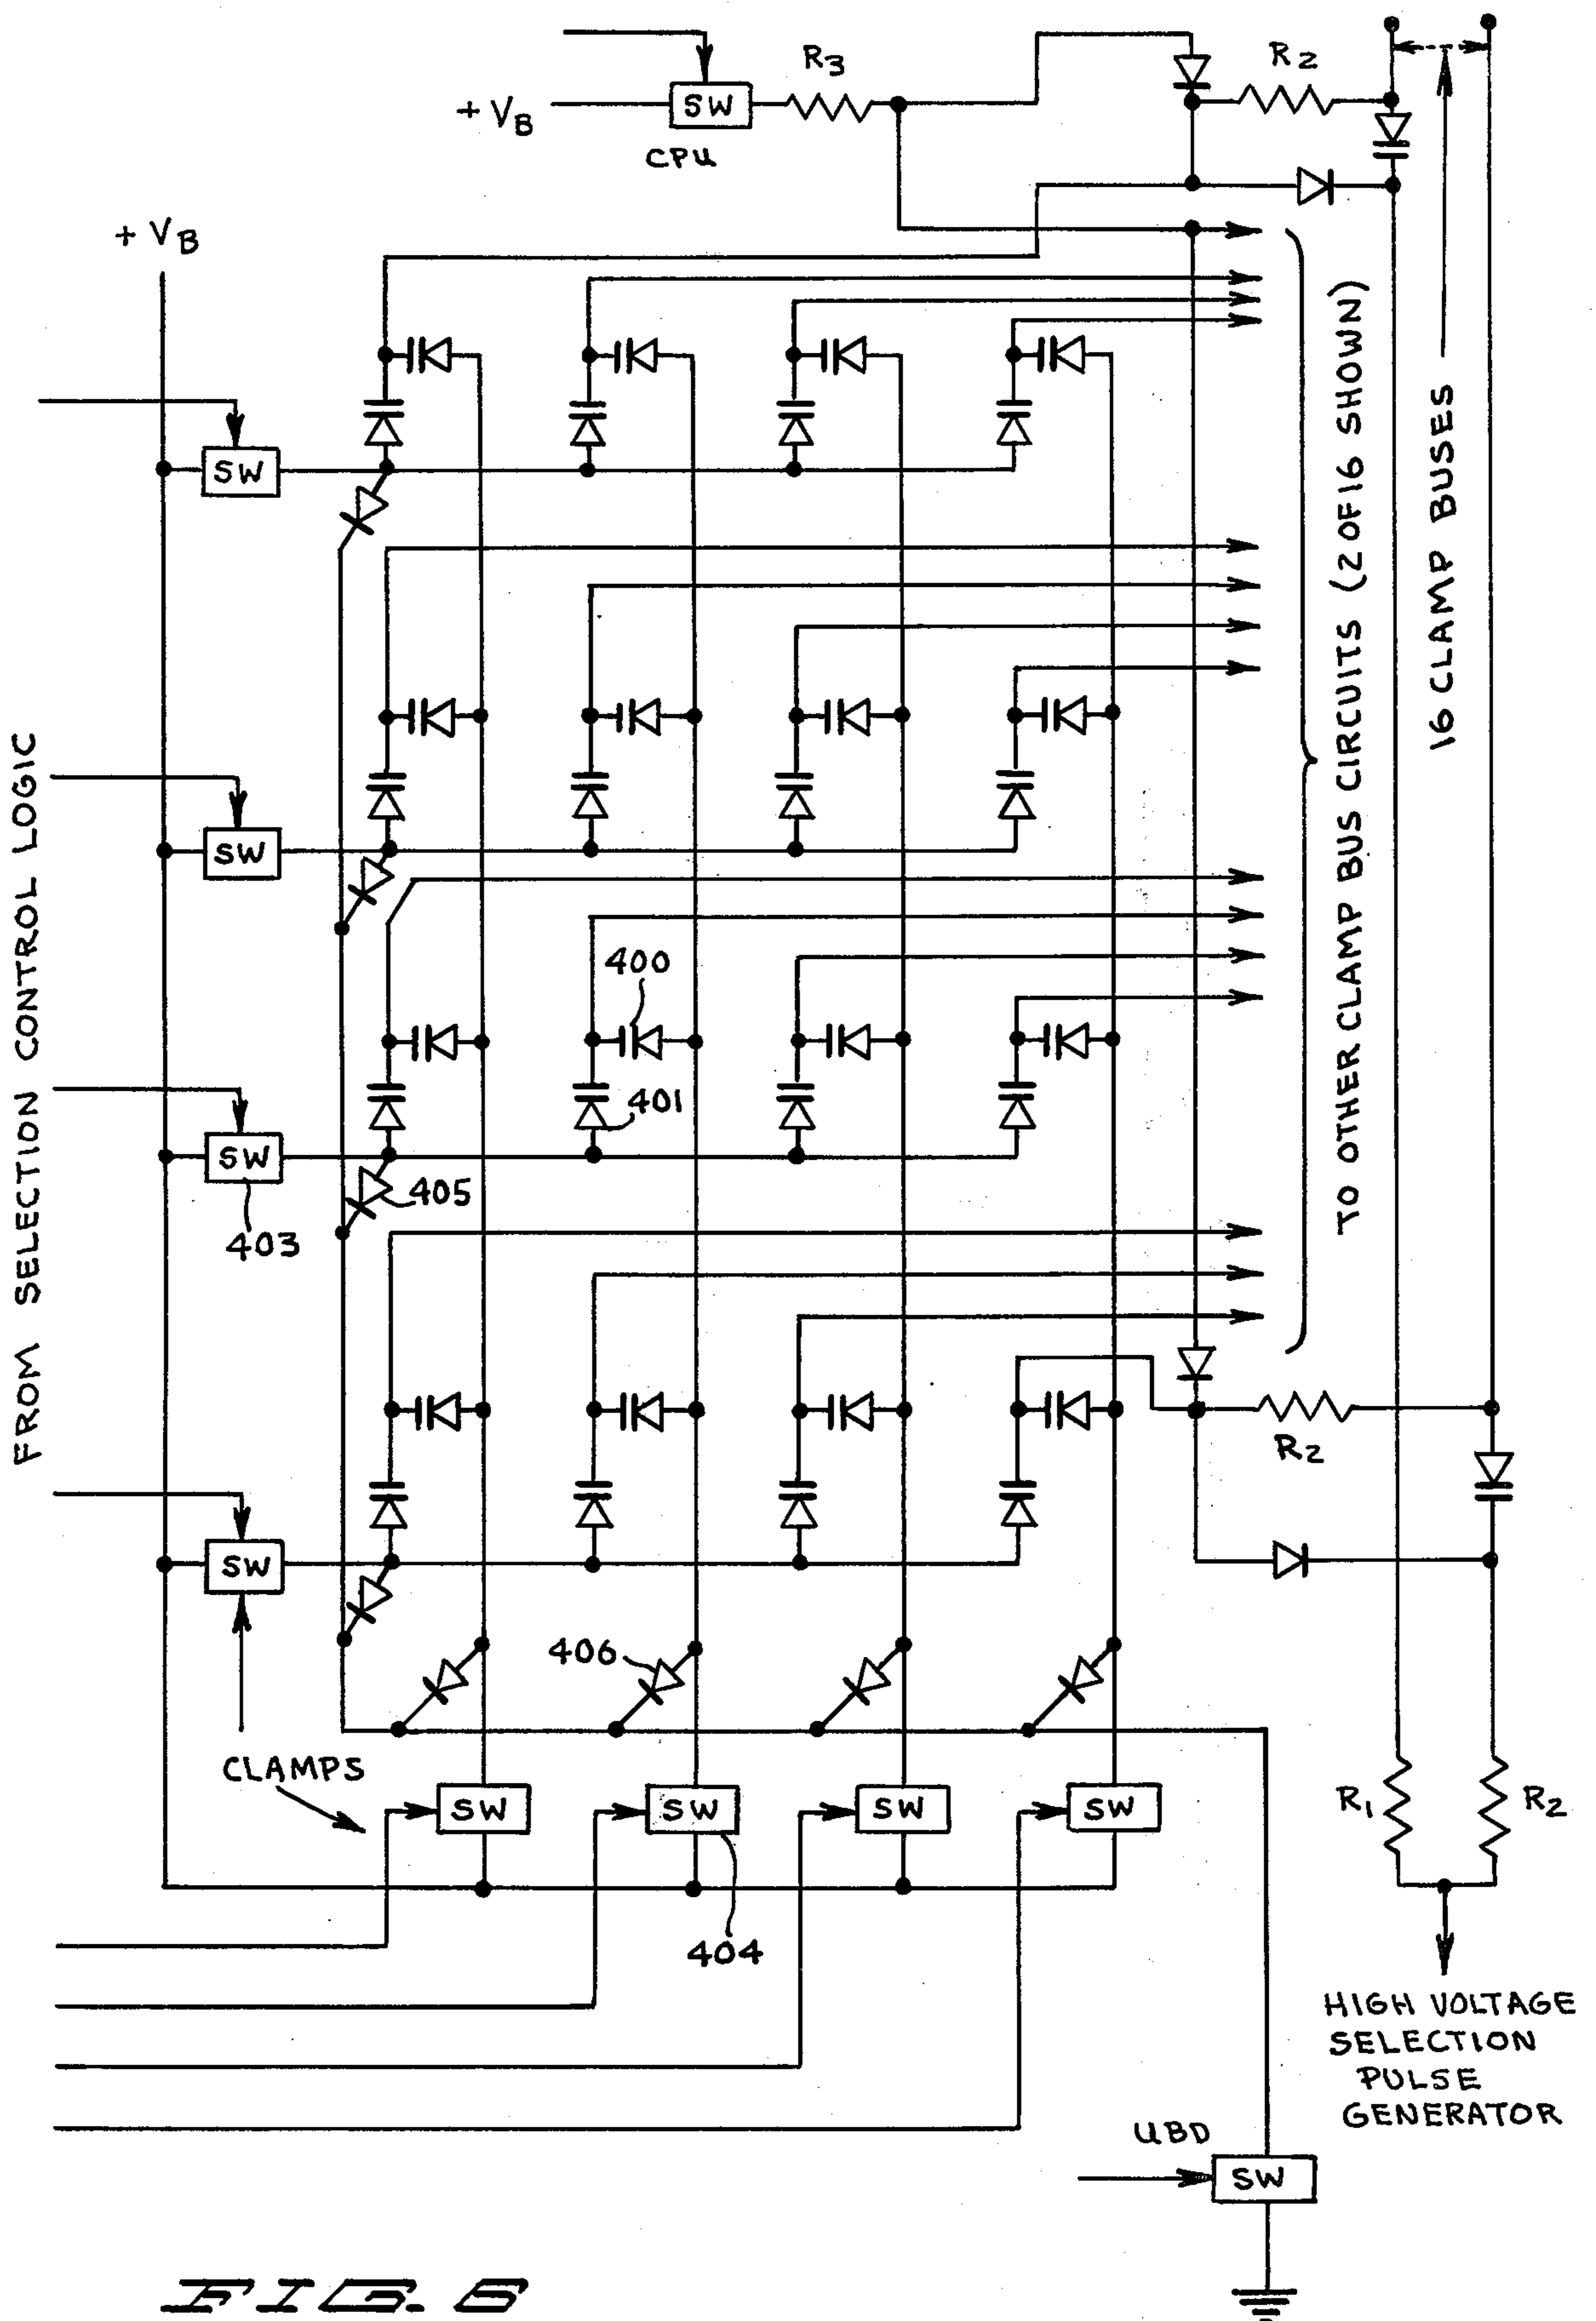 R3
R2
+ VB
SW
CPU
+ VB
SW
SW
400
401
SW
403
405
R2
SW
406
CLAMPS
SW
SW
SW
SW
404
R1
R2
HIGH VOLTAGE
SELECTION
PULSE
GENERATOR
UBD
SW
FROM SELECTION CONTROL LOGIC
TO OTHER CLAMP BUS CIRCUITS (2 OF 16 SHOWN)
16 CLAMP BUSES
FIG. 6